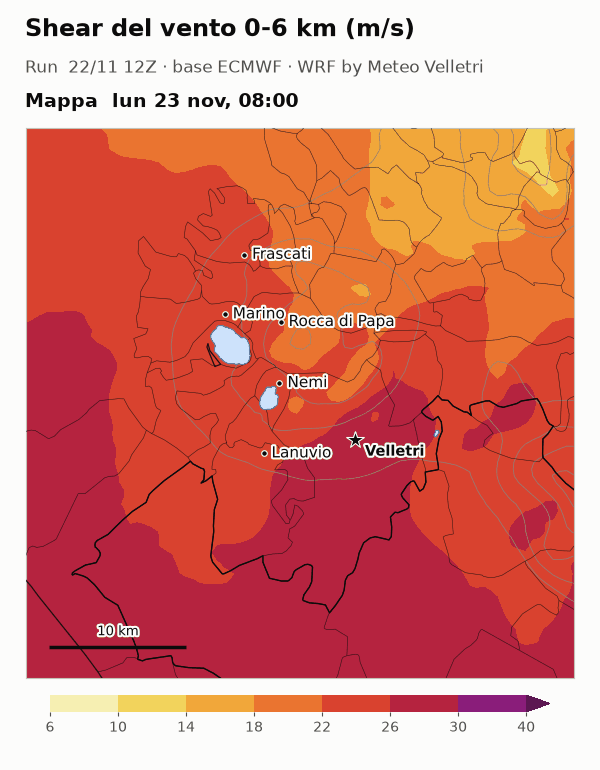 Shear del vento 0-6 km (m/s)
Run  22/11 12Z · base ECMWF · WRF by Meteo Velletri
Mappa  lun 23 nov, 08:00
Frascati
Marino
Rocca di Papa
Nemi
Velletri
Lanuvio
10 km
6 10 14 18 22 26 30 40